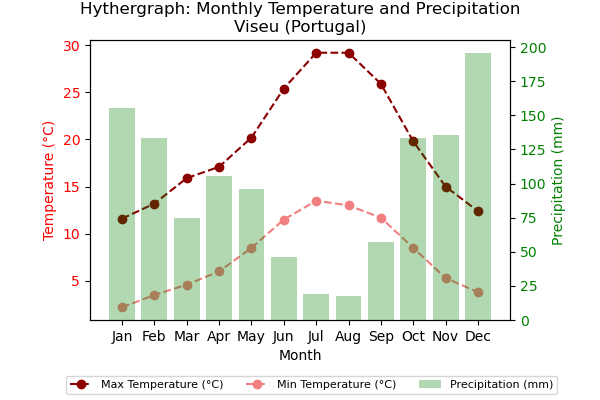 Hythergraph: Monthly Temperature and Precipitation
Viseu (Portugal)
30
25
20
15
10
5
Temperature (°C)
200
175
150
125
100
75
50
25
0
Precipitation (mm)
Jan Feb Mar Apr May Jun Jul Aug Sep Oct Nov Dec
Month
Max Temperature (°C) Min Temperature (°C) Precipitation (mm)